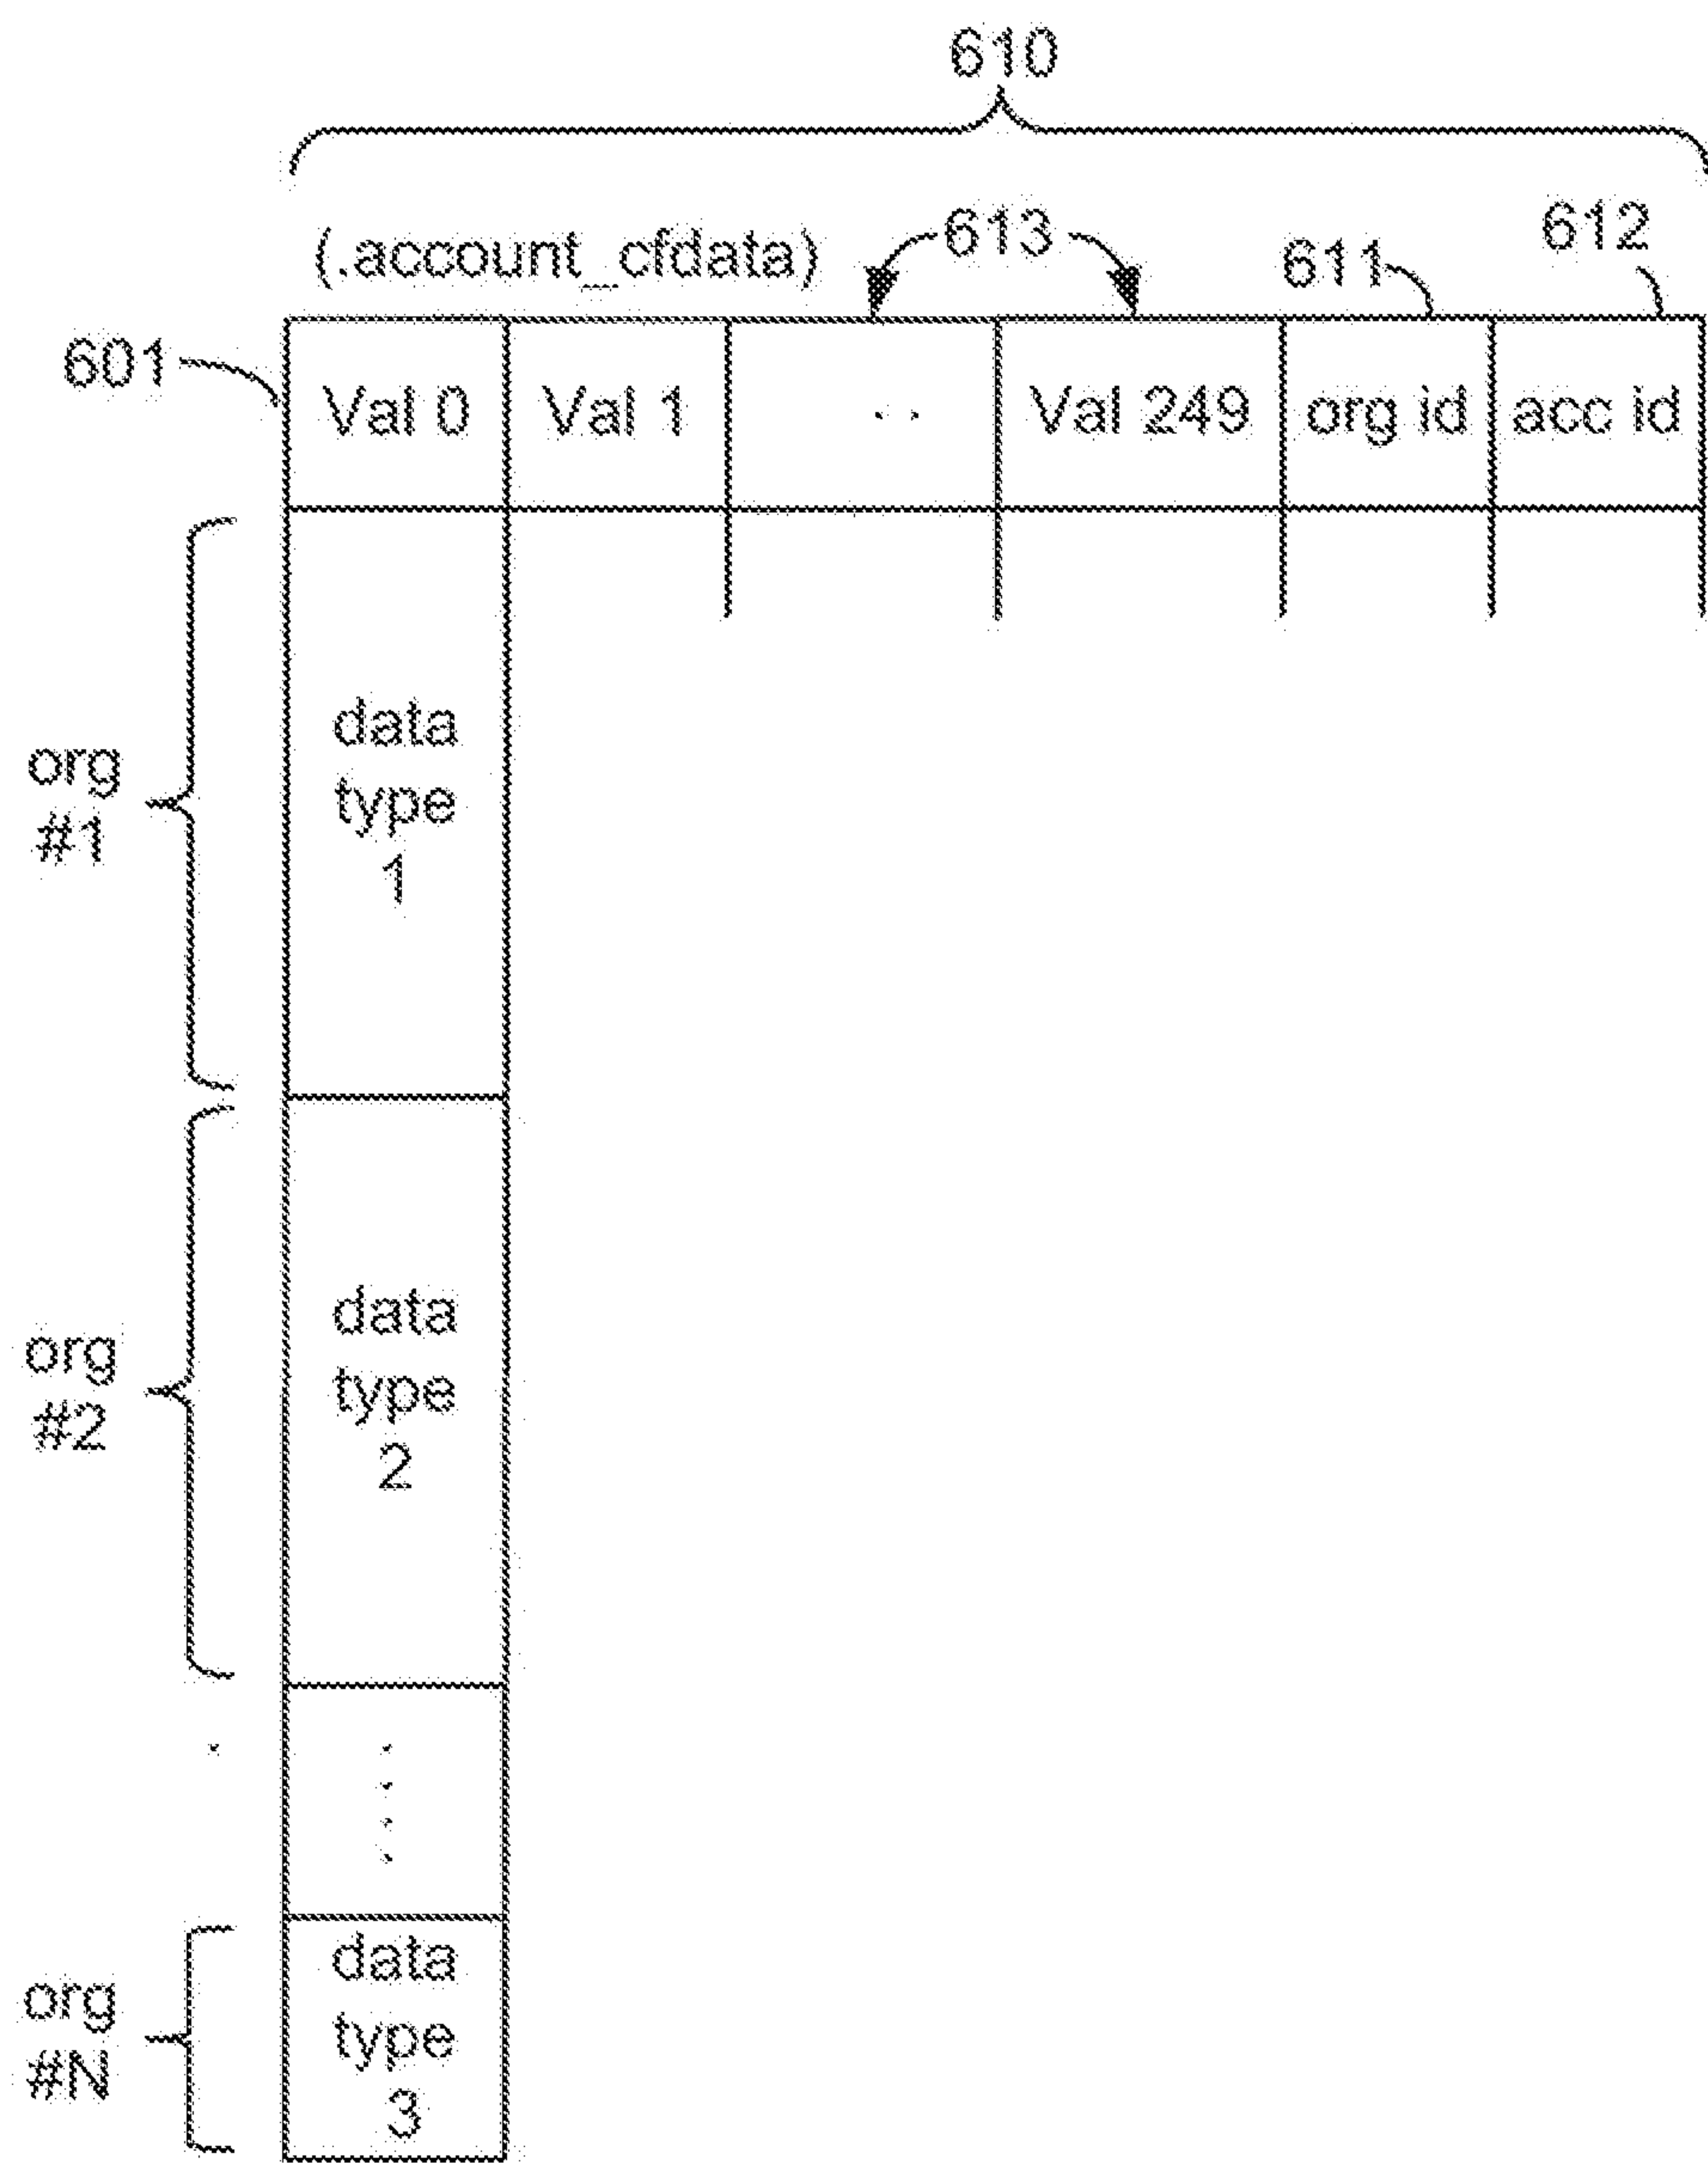 610
(.account_cfdata)
613
611
612
601
Val 0
Val 1
. .
Val 249
org id
acc id
org
#1
data
type
1
org
#2
data
type
2
org
#N
data
type
3